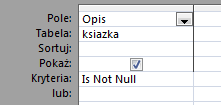 Pole: Opis
Tabela: ksiazka
Sortuj:
Pokaż:
Kryteria: Is Not Null
lub: